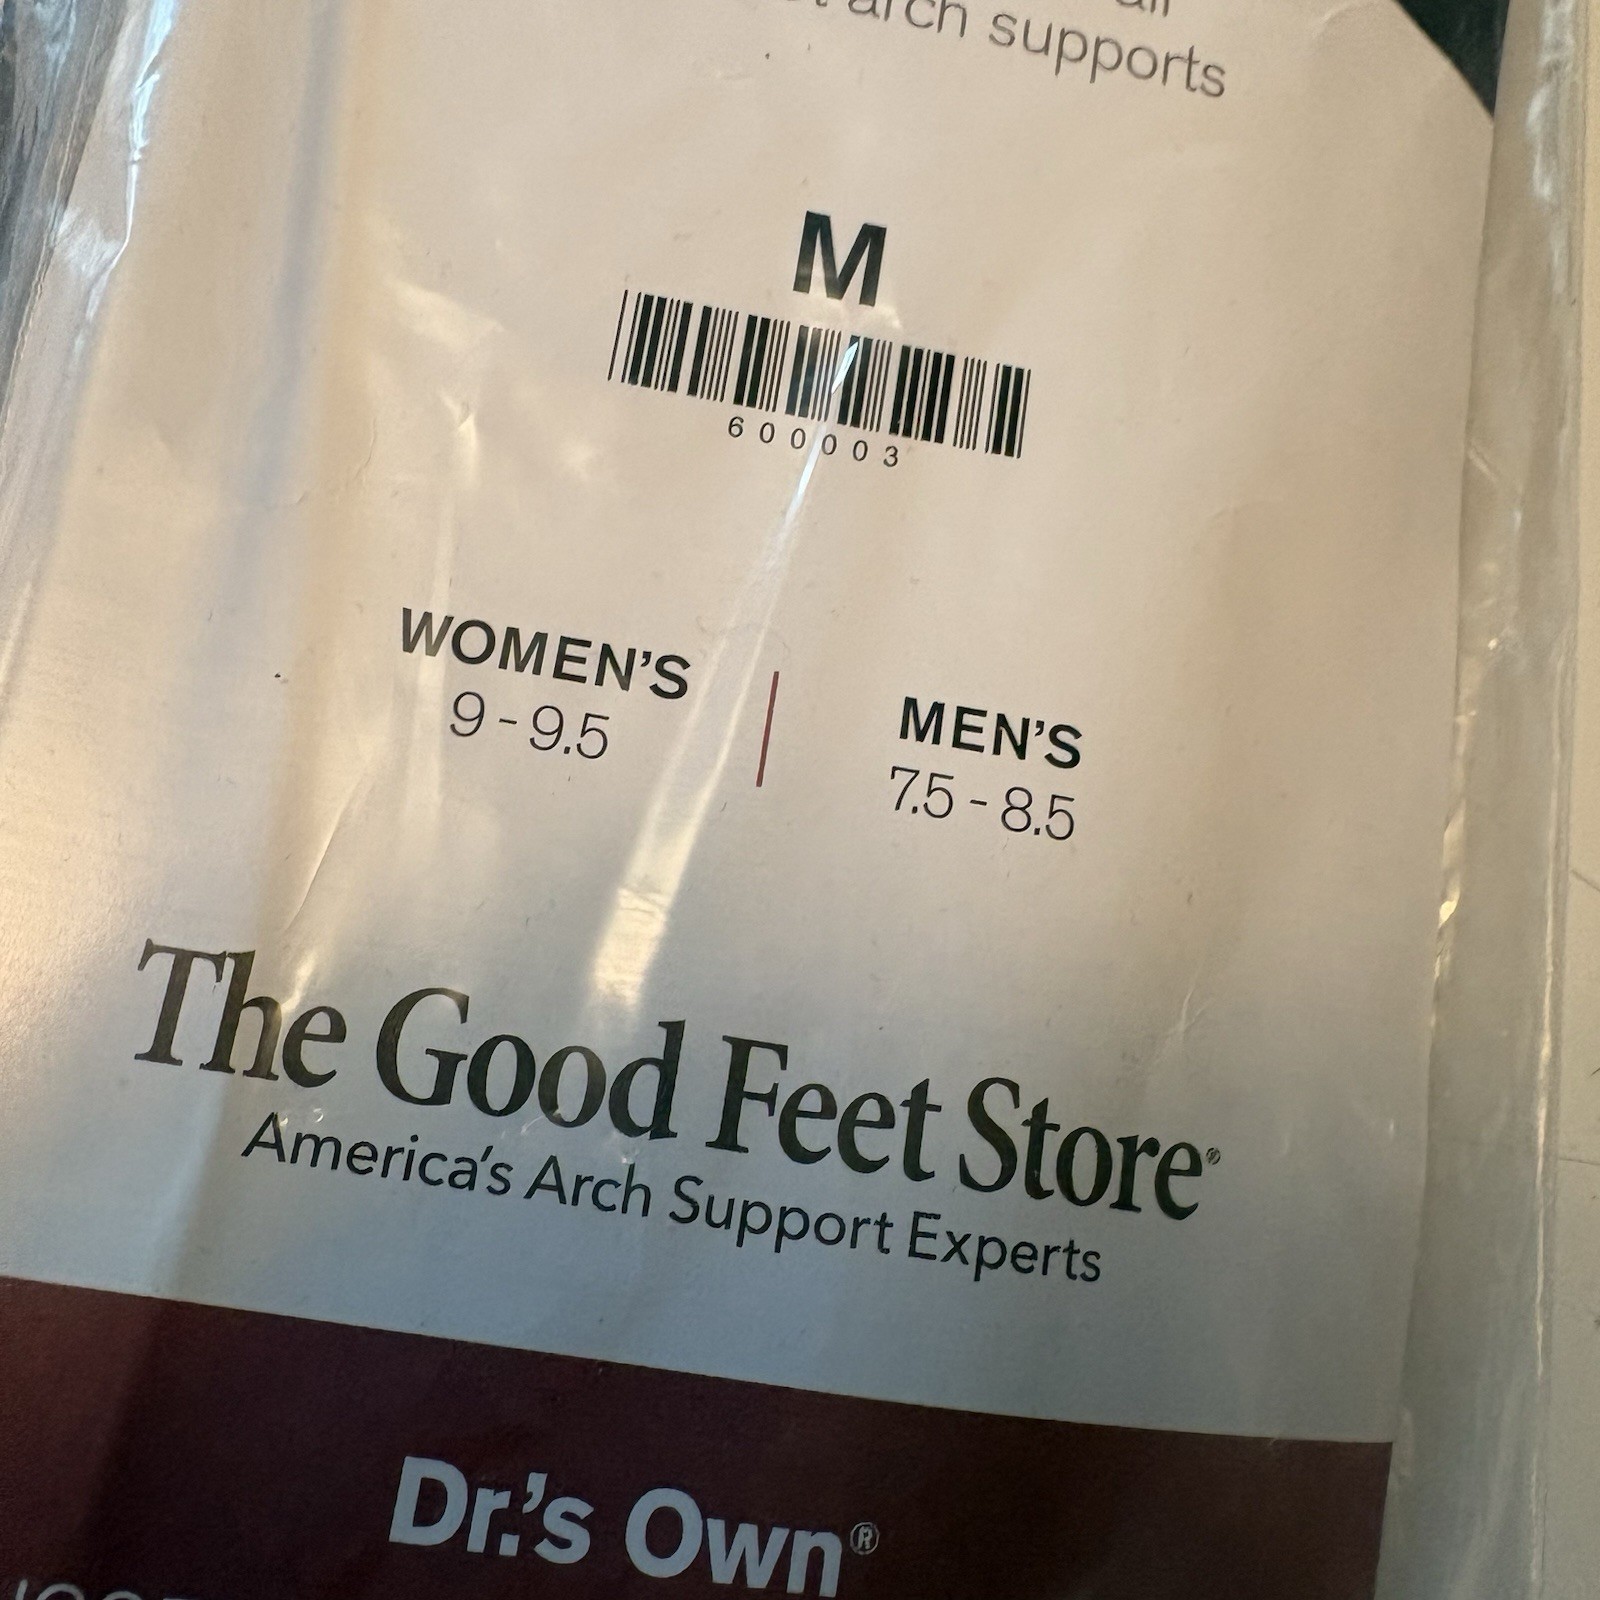 arch supports
M
600003
WOMEN'S
9 - 9.5
MEN'S
7.5 - 8.5
The Good Feet Store®
America's Arch Support Experts
Dr.'s Own®